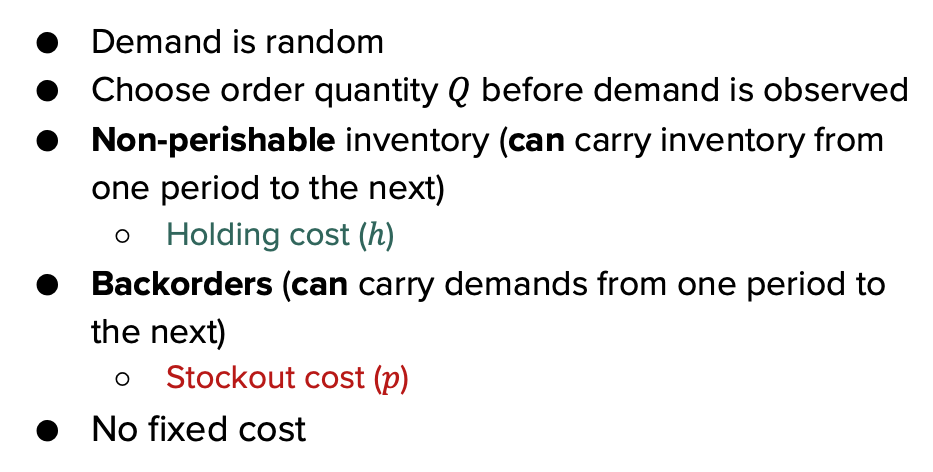 ● Demand is random
● Choose order quantity Q before demand is observed
● Non-perishable inventory (can carry inventory from
one period to the next)
○ Holding cost (h)
● Backorders (can carry demands from one period to
the next)
○ Stockout cost (p)
● No fixed cost